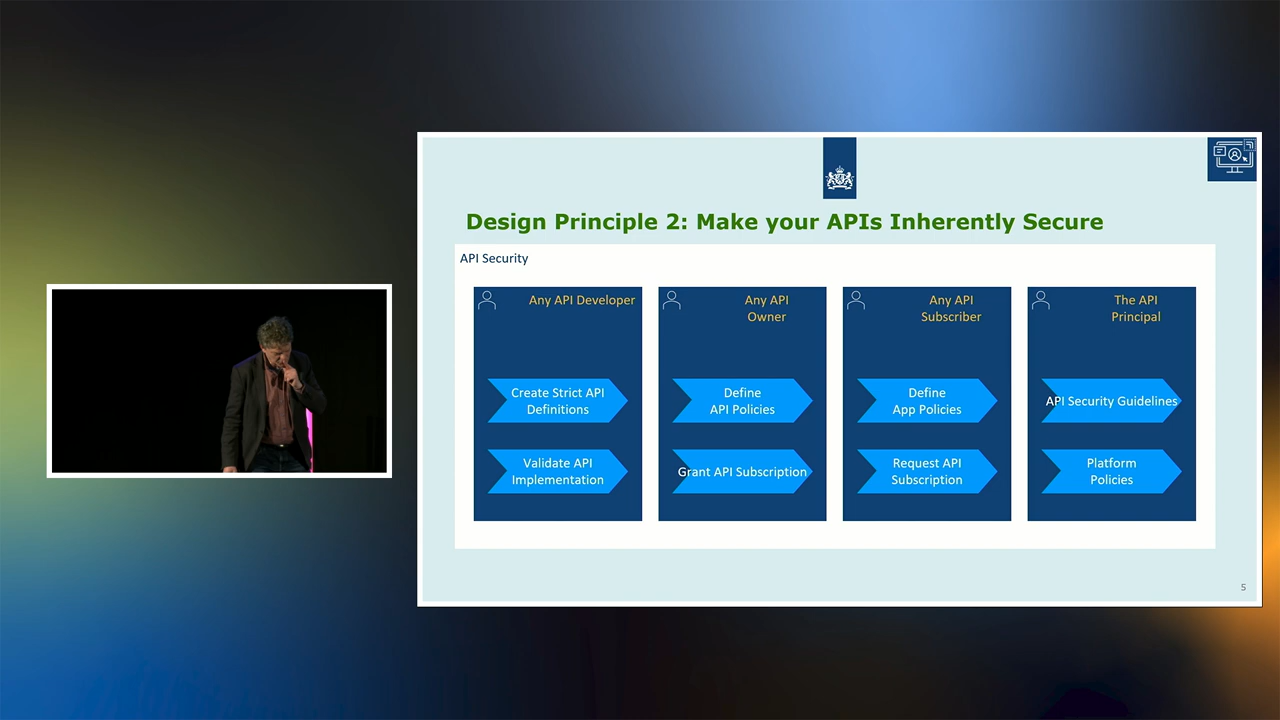 Design Principle 2: Make your APIs Inherently Secure
API Security
Any API Developer
Create Strict API
Definitions
Validate API
Implementation
Any API
Owner
Define
API Policies
Grant API Subscription
Any API
Subscriber
Define
App Policies
Request API
Subscription
The API
Principal
API Security Guidelines
Platform
Policies
5